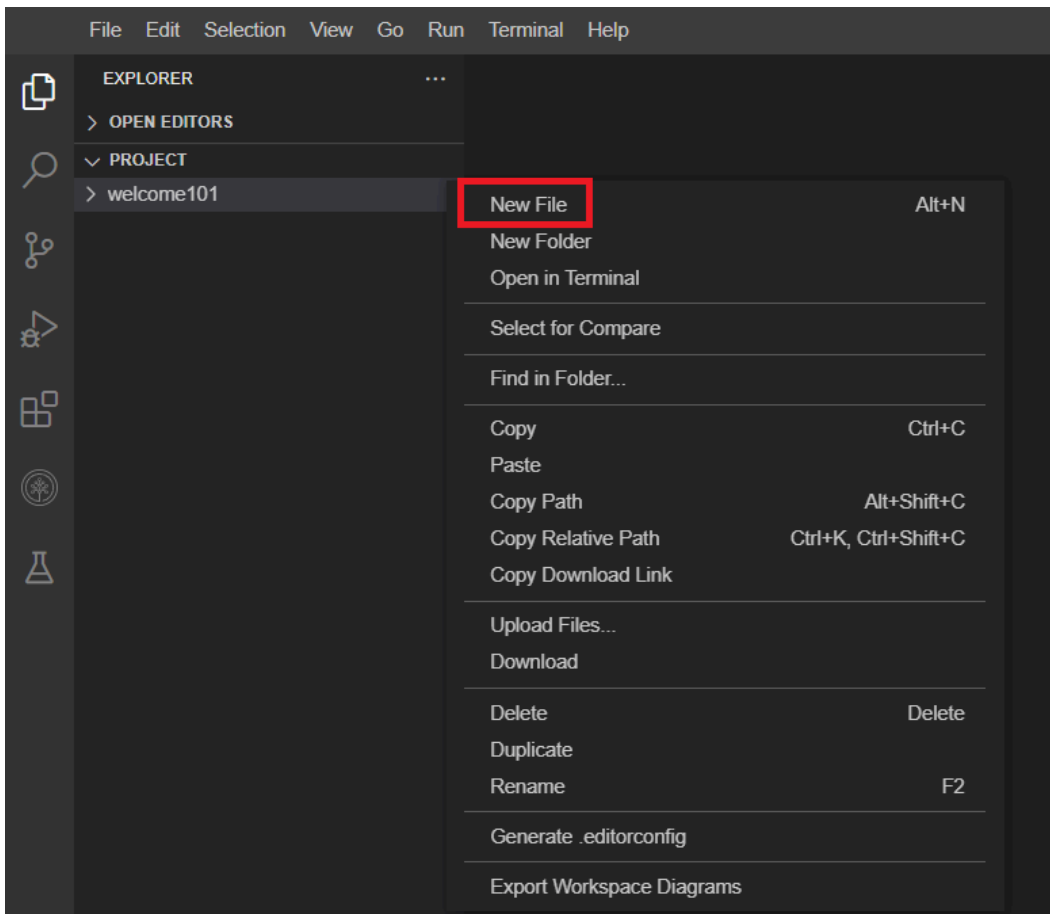 File Edit Selection View Go Run Terminal Help
EXPLORER ...
OPEN EDITORS
PROJECT
welcome101
New File Alt+N
New Folder
Open in Terminal
Select for Compare
Find in Folder...
Copy Ctrl+C
Paste
Copy Path Alt+Shift+C
Copy Relative Path Ctrl+K, Ctrl+Shift+C
Copy Download Link
Upload Files...
Download
Delete Delete
Duplicate
Rename F2
Generate .editorconfig
Export Workspace Diagrams